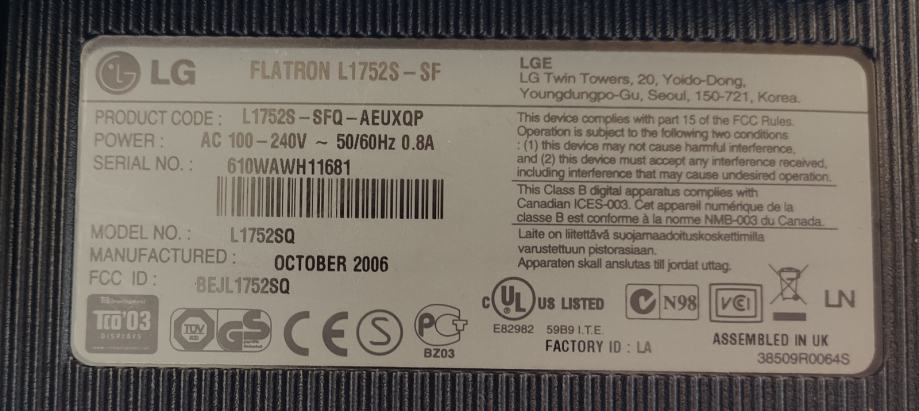 LG FLATRON L1752S-SF
LGE
LG Twin Towers, 20, Yoido-Dong,
Youngdungpo-Gu, Seoul, 150-721, Korea.
PRODUCT CODE : L1752S-SFQ-AEUXQP
POWER : AC 100-240V ~ 50/60Hz 0.8A
SERIAL NO. : 610WAWH11681
MODEL NO. : L1752SQ
MANUFACTURED : OCTOBER 2006
FCC ID : BEJL1752SQ
This device complies with part 15 of the FCC Rules.
Operation is subject to the following two conditions
: (1) this device may not cause harmful interference,
and (2) this device must accept any interference received,
including interference that may cause undesired operation.
This Class B digital apparatus complies with
Canadian ICES-003. Cet appareil numérique de la
classe B est conforme à la norme NMB-003 du Canada.
Laite on liitettävä suojamaadoituskoskettimilla
varustettuun pistorasiaan.
Apparaten skall anslutas till jordat uttag.
TCO'03
DISPLAYS
TÜV
GS
CE
S
PCT
BZ03
c UL US LISTED
E82982 59B9 I.T.E.
N98
VCI
LN
FACTORY ID : LA
ASSEMBLED IN UK
38509R0064S